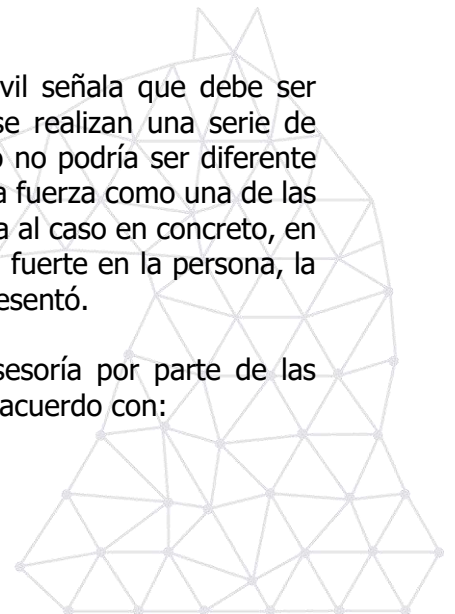 vil señala que debe ser
se realizan una serie de
o no podría ser diferente
a fuerza como una de las
a al caso en concreto, en
fuerte en la persona, la
esentó.
sesoría por parte de las
acuerdo con: